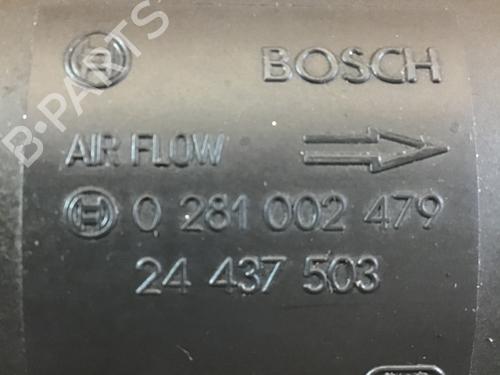 BOSCH
AIR FLOW
0 281 002 479
24 437 503
B-PARTS